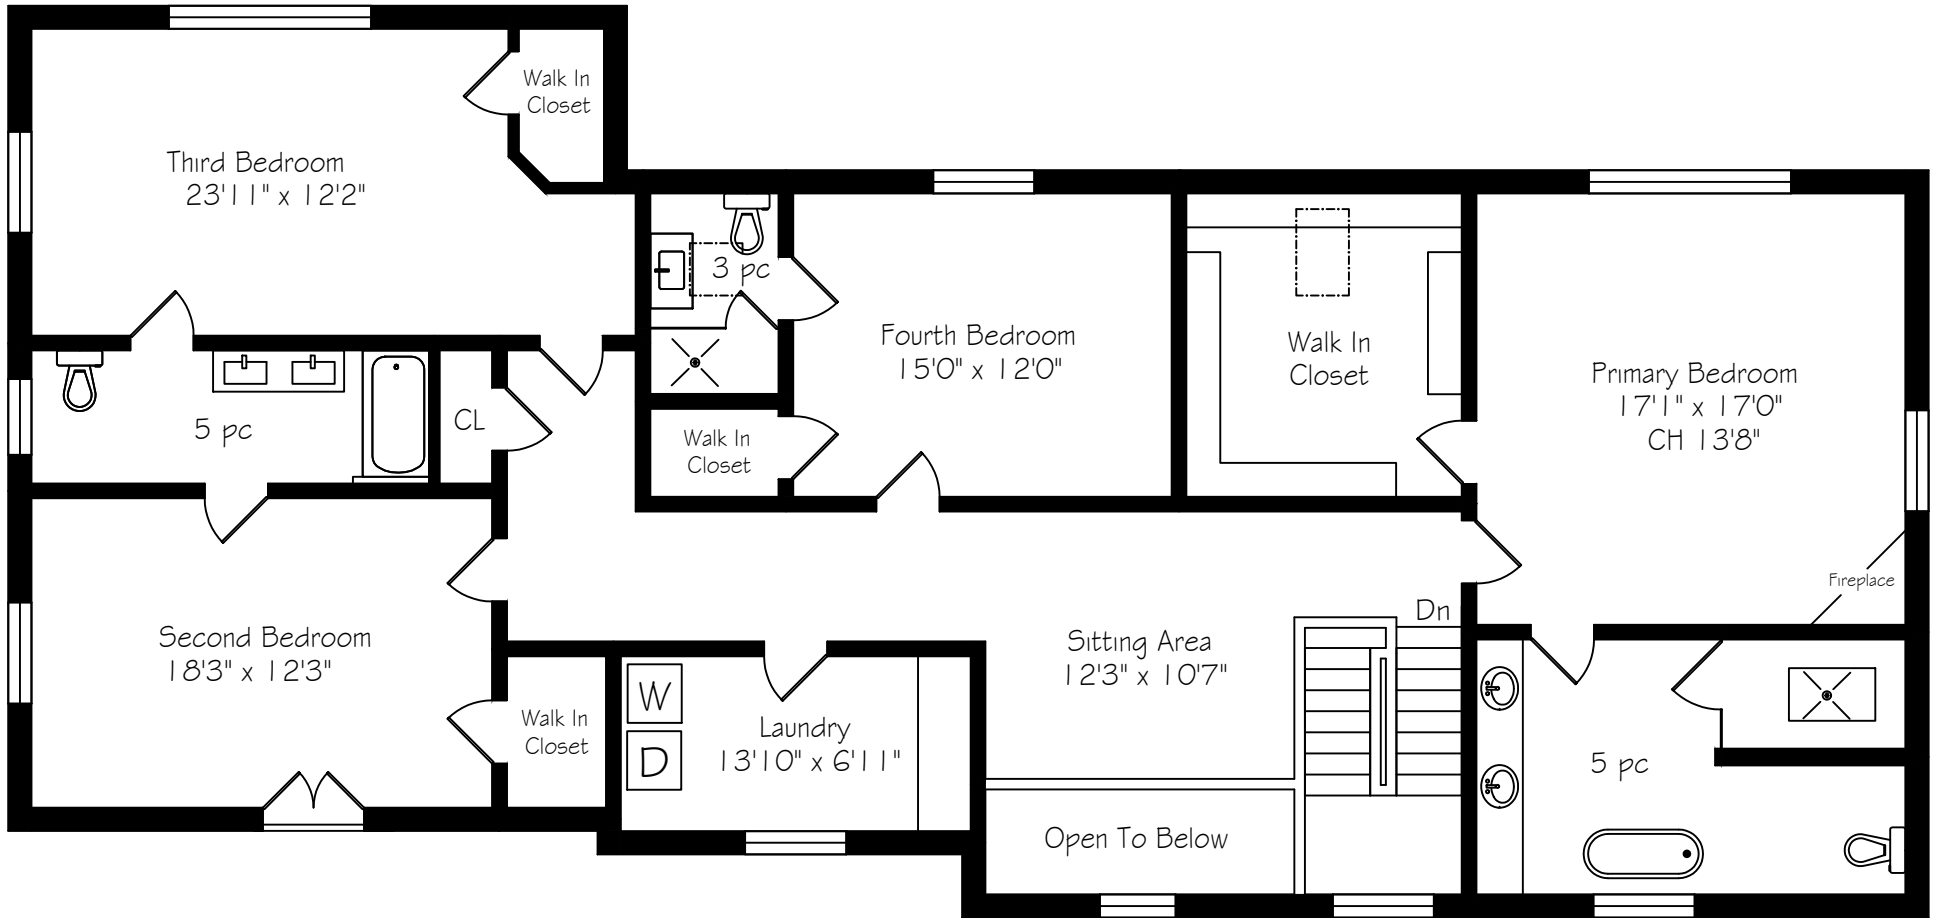 Walk In
Closet
Third Bedroom
23'11" x 12'2"
3 pc
Fourth Bedroom
15'0" x 12'0"
Walk In
Closet
Primary Bedroom
17'1" x 17'0"
CH 13'8"
5 pc
CL
Walk In
Closet
Fireplace
Second Bedroom
18'3" x 12'3"
Dn
Sitting Area
12'3" x 10'7"
W
D
Walk In
Closet
Laundry
13'10" x 6'11"
5 pc
Open To Below